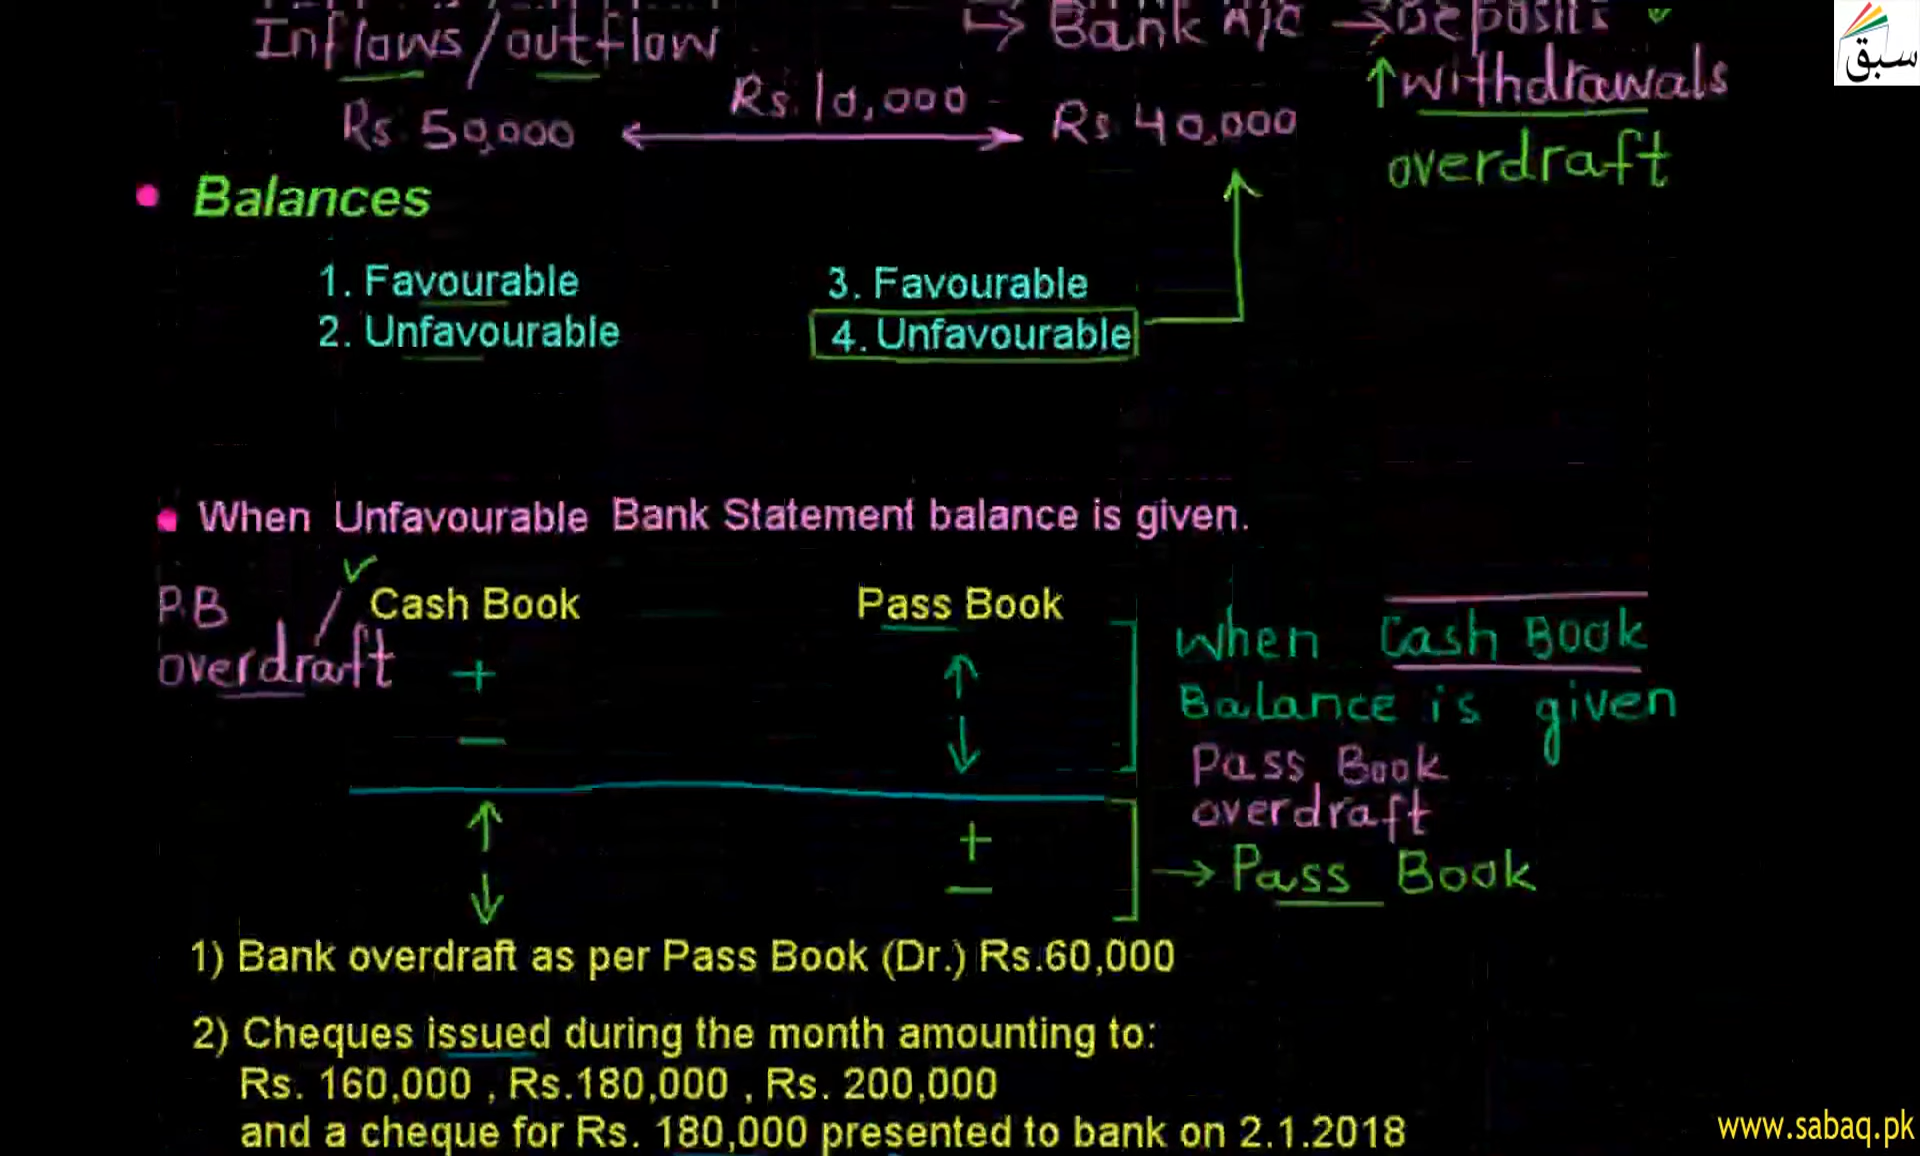 Inflows/outflow
↳ Bank A/C → Deposits ✓
سبق
↑ withdrawals
Rs. 50,000 ↔ Rs. 10,000 Rs. 40,000
overdraft
• Balances
1. Favourable
2. Unfavourable
3. Favourable
4. Unfavourable
When Unfavourable Bank Statement balance is given.
P.B / Cash Book
overdraft
+
−
↑
↓
Pass Book
↑
↓
+
−
When Cash Book
Balance is given
Pass Book
overdraft
→ Pass Book
1) Bank overdraft as per Pass Book (Dr.) Rs.60,000
2) Cheques issued during the month amounting to:
Rs. 160,000 , Rs.180,000 , Rs. 200,000
and a cheque for Rs. 180,000 presented to bank on 2.1.2018
www.sabaq.pk